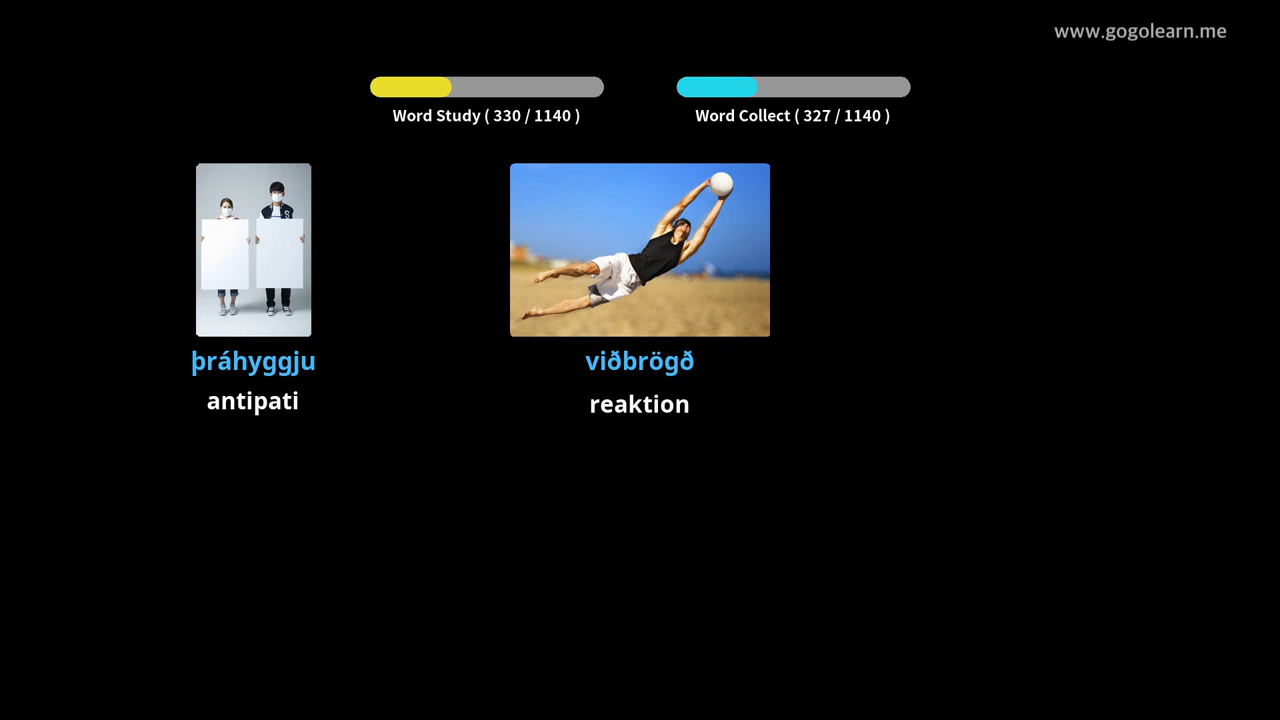 www.gogolearn.me
Word Study ( 330 / 1140 )
Word Collect ( 327 / 1140 )
þráhyggju
antipati
viðbrögð
reaktion